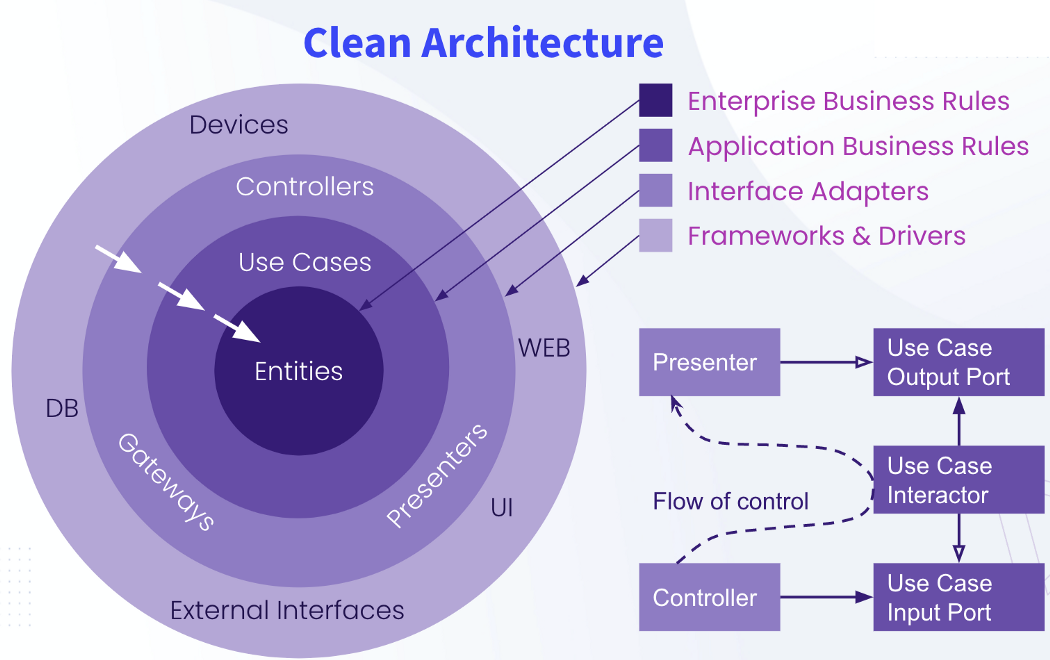 Clean Architecture
Enterprise Business Rules
Application Business Rules
Interface Adapters
Frameworks & Drivers
Devices
Controllers
Use Cases
Entities
WEB
DB
Gateways
Presenters
UI
External Interfaces
Presenter
Use Case
Output Port
Use Case
Interactor
Flow of control
Controller
Use Case
Input Port